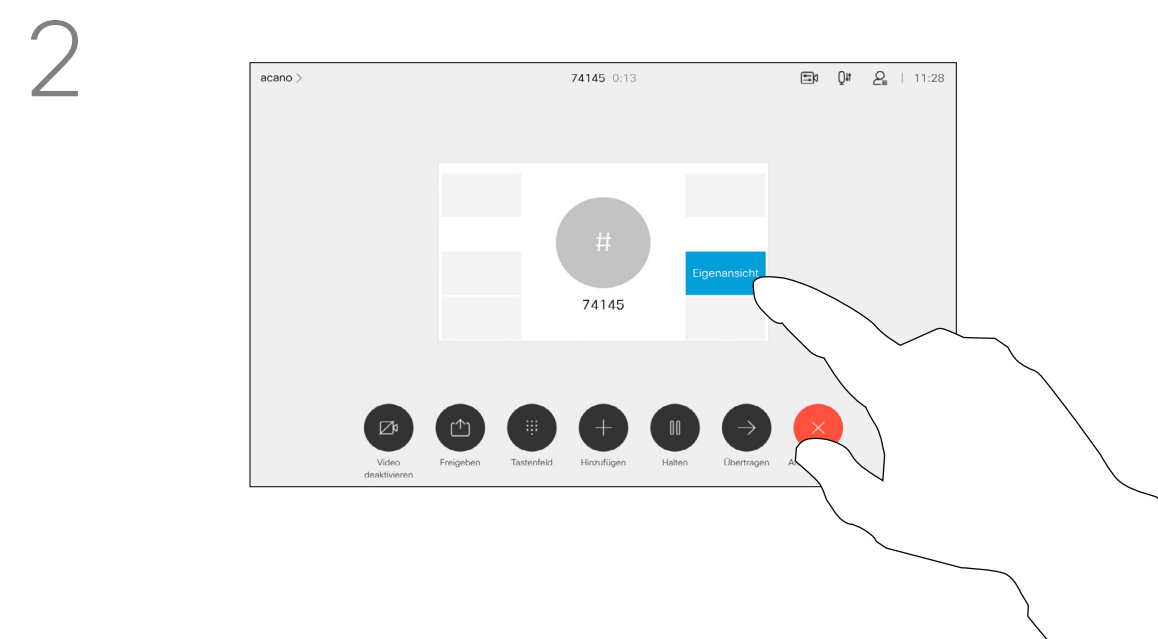 2
acano >
74145 0:13
11:28
#
Eigenansicht
74145
Video
deaktivieren
Freigeben
Tastenfeld
Hinzufügen
Halten
Übertragen